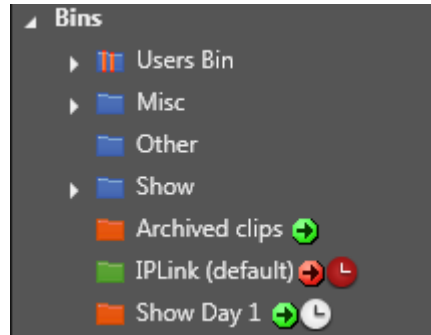 Bins
Users Bin
Misc
Other
Show
Archived clips
IPLink (default)
Show Day 1